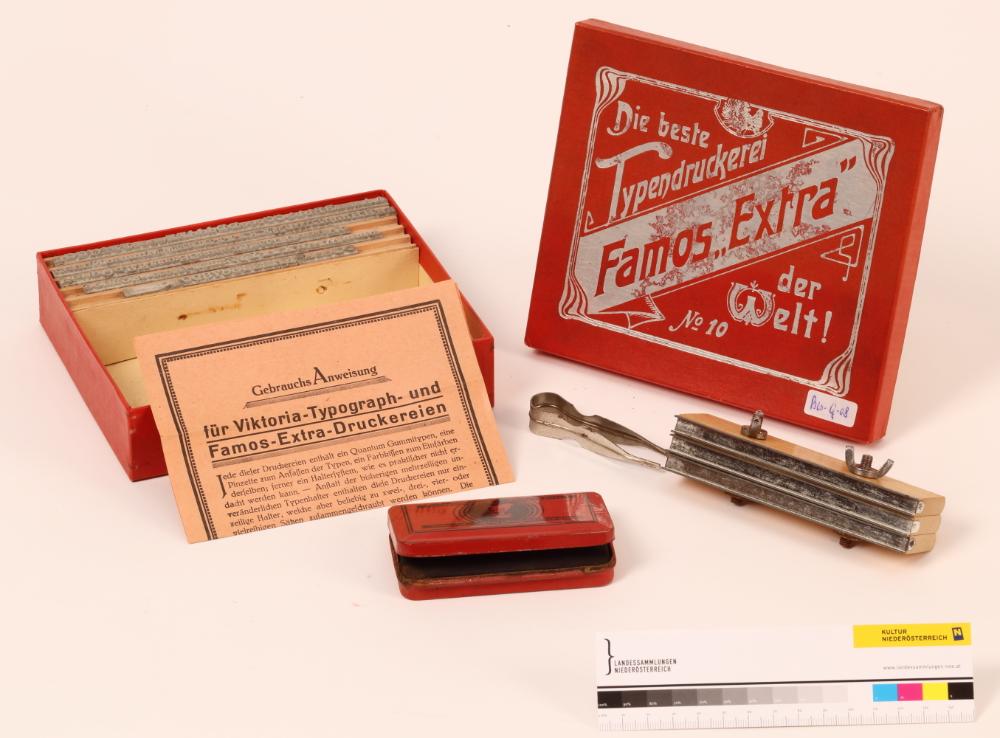 Die beste
Typendruckerei
Famos „Extra“
der
Welt!
No 10
BLO-G-08
Gebrauchs Anweisung
für Viktoria-Typograph- und
Famos-Extra-Druckereien
Jede dieser Druckereien enthält ein Quantum Gummitypen, eine
Pinzette zum Anfassen der Typen, ein Farbkissen zum Einfärben
derselben; ferner ein Haltersystem, wie es praktischer nicht er-
dacht werden kann. — Anstatt der bisherigen mehrzeiligen un-
veränderlichen Typenhalter enthalten diese Druckereien nur ein-
zeilige Halter, welche aber beliebig zu zwei-, drei-, vier- oder
vielzeiligen Sätzen zusammengeschraubt werden können. Die
KULTUR
NIEDERÖSTERREICH
LANDESSAMMLUNGEN
NIEDERÖSTERREICH
www.landessammlungen-noe.at